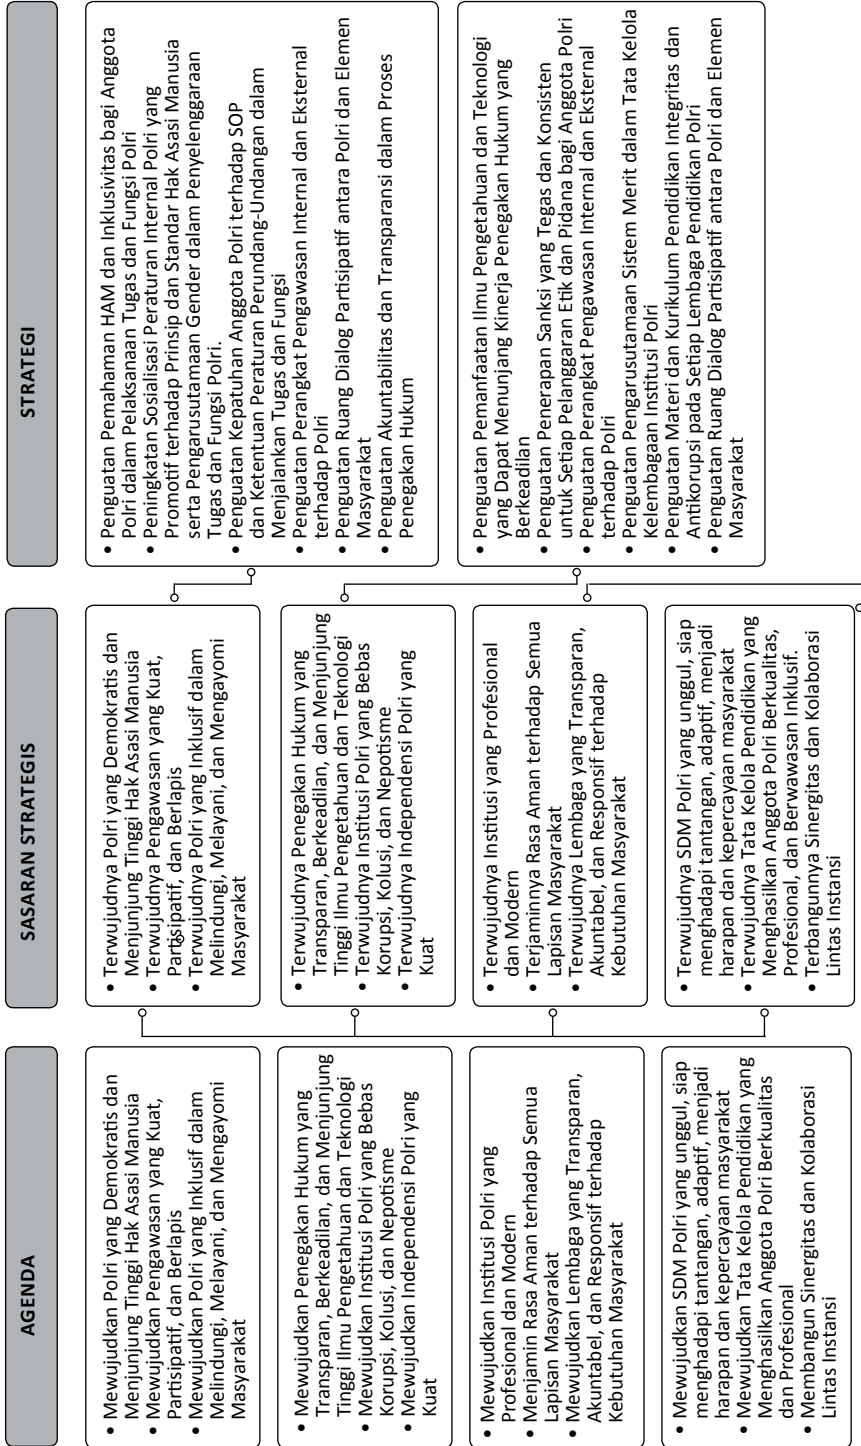 AGENDA
• Mewujudkan Polri yang Demokratis dan
Menjunjung Tinggi Hak Asasi Manusia
• Mewujudkan Pengawasan yang Kuat,
Partisipatif, dan Berlapis
• Mewujudkan Polri yang Inklusif dalam
Melindungi, Melayani, dan Mengayomi
Masyarakat
• Mewujudkan Penegakan Hukum yang
Transparan, Berkeadilan, dan Menjunjung
Tinggi Ilmu Pengetahuan dan Teknologi
• Mewujudkan Institusi Polri yang Bebas
Korupsi, Kolusi, dan Nepotisme
• Mewujudkan Independensi Polri yang
Kuat
• Mewujudkan Institusi Polri yang
Profesional dan Modern
• Menjamin Rasa Aman terhadap Semua
Lapisan Masyarakat
• Mewujudkan Lembaga yang Transparan,
Akuntabel, dan Responsif terhadap
Kebutuhan Masyarakat
• Mewujudkan SDM Polri yang unggul, siap
menghadapi tantangan, adaptif, menjadi
harapan dan kepercayaan masyarakat
• Mewujudkan Tata Kelola Pendidikan yang
Menghasilkan Anggota Polri Berkualitas
dan Profesional
• Membangun Sinergitas dan Kolaborasi
Lintas Instansi
SASARAN STRATEGIS
• Terwujudnya Polri yang Demokratis dan
Menjunjung Tinggi Hak Asasi Manusia
• Terwujudnya Pengawasan yang Kuat,
Partisipatif, dan Berlapis
• Terwujudnya Polri yang Inklusif dalam
Melindungi, Melayani, dan Mengayomi
Masyarakat
• Terwujudnya Penegakan Hukum yang
Transparan, Berkeadilan, dan Menjunjung
Tinggi Ilmu Pengetahuan dan Teknologi
• Terwujudnya Institusi Polri yang Bebas
Korupsi, Kolusi, dan Nepotisme
• Terwujudnya Independensi Polri yang
Kuat
• Terwujudnya Institusi yang Profesional
dan Modern
• Terjaminnya Rasa Aman terhadap Semua
Lapisan Masyarakat
• Terwujudnya Lembaga yang Transparan,
Akuntabel, dan Responsif terhadap
Kebutuhan Masyarakat
• Terwujudnya SDM Polri yang unggul, siap
menghadapi tantangan, adaptif, menjadi
harapan dan kepercayaan masyarakat
• Terwujudnya Tata Kelola Pendidikan yang
Menghasilkan Anggota Polri Berkualitas,
Profesional, dan Berwawasan Inklusif.
• Terbangunnya Sinergitas dan Kolaborasi
Lintas Instansi
STRATEGI
• Penguatan Pemahaman HAM dan Inklusivitas bagi Anggota
Polri dalam Pelaksanaan Tugas dan Fungsi Polri
• Peningkatan Sosialisasi Peraturan Internal Polri yang
Promotif terhadap Prinsip dan Standar Hak Asasi Manusia
serta Pengarusutamaan Gender dalam Penyelenggaraan
Tugas dan Fungsi Polri.
• Penguatan Kepatuhan Anggota Polri terhadap SOP
dan Ketentuan Peraturan Perundang-Undangan dalam
Menjalankan Tugas dan Fungsi
• Penguatan Perangkat Pengawasan Internal dan Eksternal
terhadap Polri
• Penguatan Ruang Dialog Partisipatif antara Polri dan Elemen
Masyarakat
• Penguatan Akuntabilitas dan Transparansi dalam Proses
Penegakan Hukum
• Penguatan Pemanfaatan Ilmu Pengetahuan dan Teknologi
yang Dapat Menunjang Kinerja Penegakan Hukum yang
Berkeadilan
• Penguatan Penerapan Sanksi yang Tegas dan Konsisten
untuk Setiap Pelanggaran Etik dan Pidana bagi Anggota Polri
• Penguatan Perangkat Pengawasan Internal dan Eksternal
terhadap Polri
• Penguatan Pengarusutamaan Sistem Merit dalam Tata Kelola
Kelembagaan Institusi Polri
• Penguatan Materi dan Kurikulum Pendidikan Integritas dan
Antikorupsi pada Setiap Lembaga Pendidikan Polri
• Penguatan Ruang Dialog Partisipatif antara Polri dan Elemen
Masyarakat